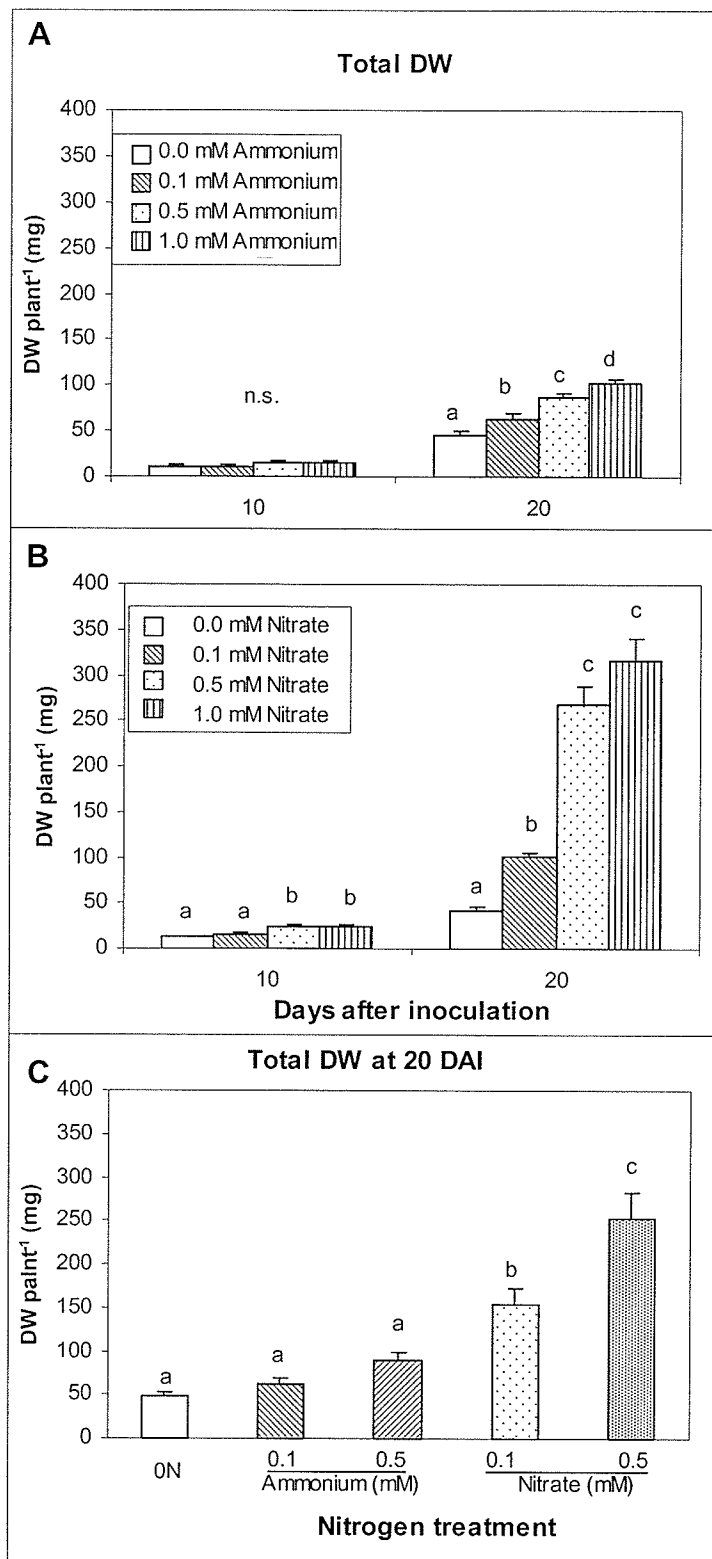 A
Total DW
400
350
300
250
200
150
100
50
0
DW plant-1 (mg)
0.0 mM Ammonium
0.1 mM Ammonium
0.5 mM Ammonium
1.0 mM Ammonium
n.s.
a
b
c
d
10
20
B
400
350
300
250
200
150
100
50
0
DW plant-1 (mg)
0.0 mM Nitrate
0.1 mM Nitrate
0.5 mM Nitrate
1.0 mM Nitrate
a
a
b
b
a
b
c
c
10
20
Days after inoculation
C
Total DW at 20 DAI
400
350
300
250
200
150
100
50
0
DW palnt-1 (mg)
a
a
a
b
c
0N
0.1
0.5
0.1
0.5
Ammonium (mM)
Nitrate (mM)
Nitrogen treatment